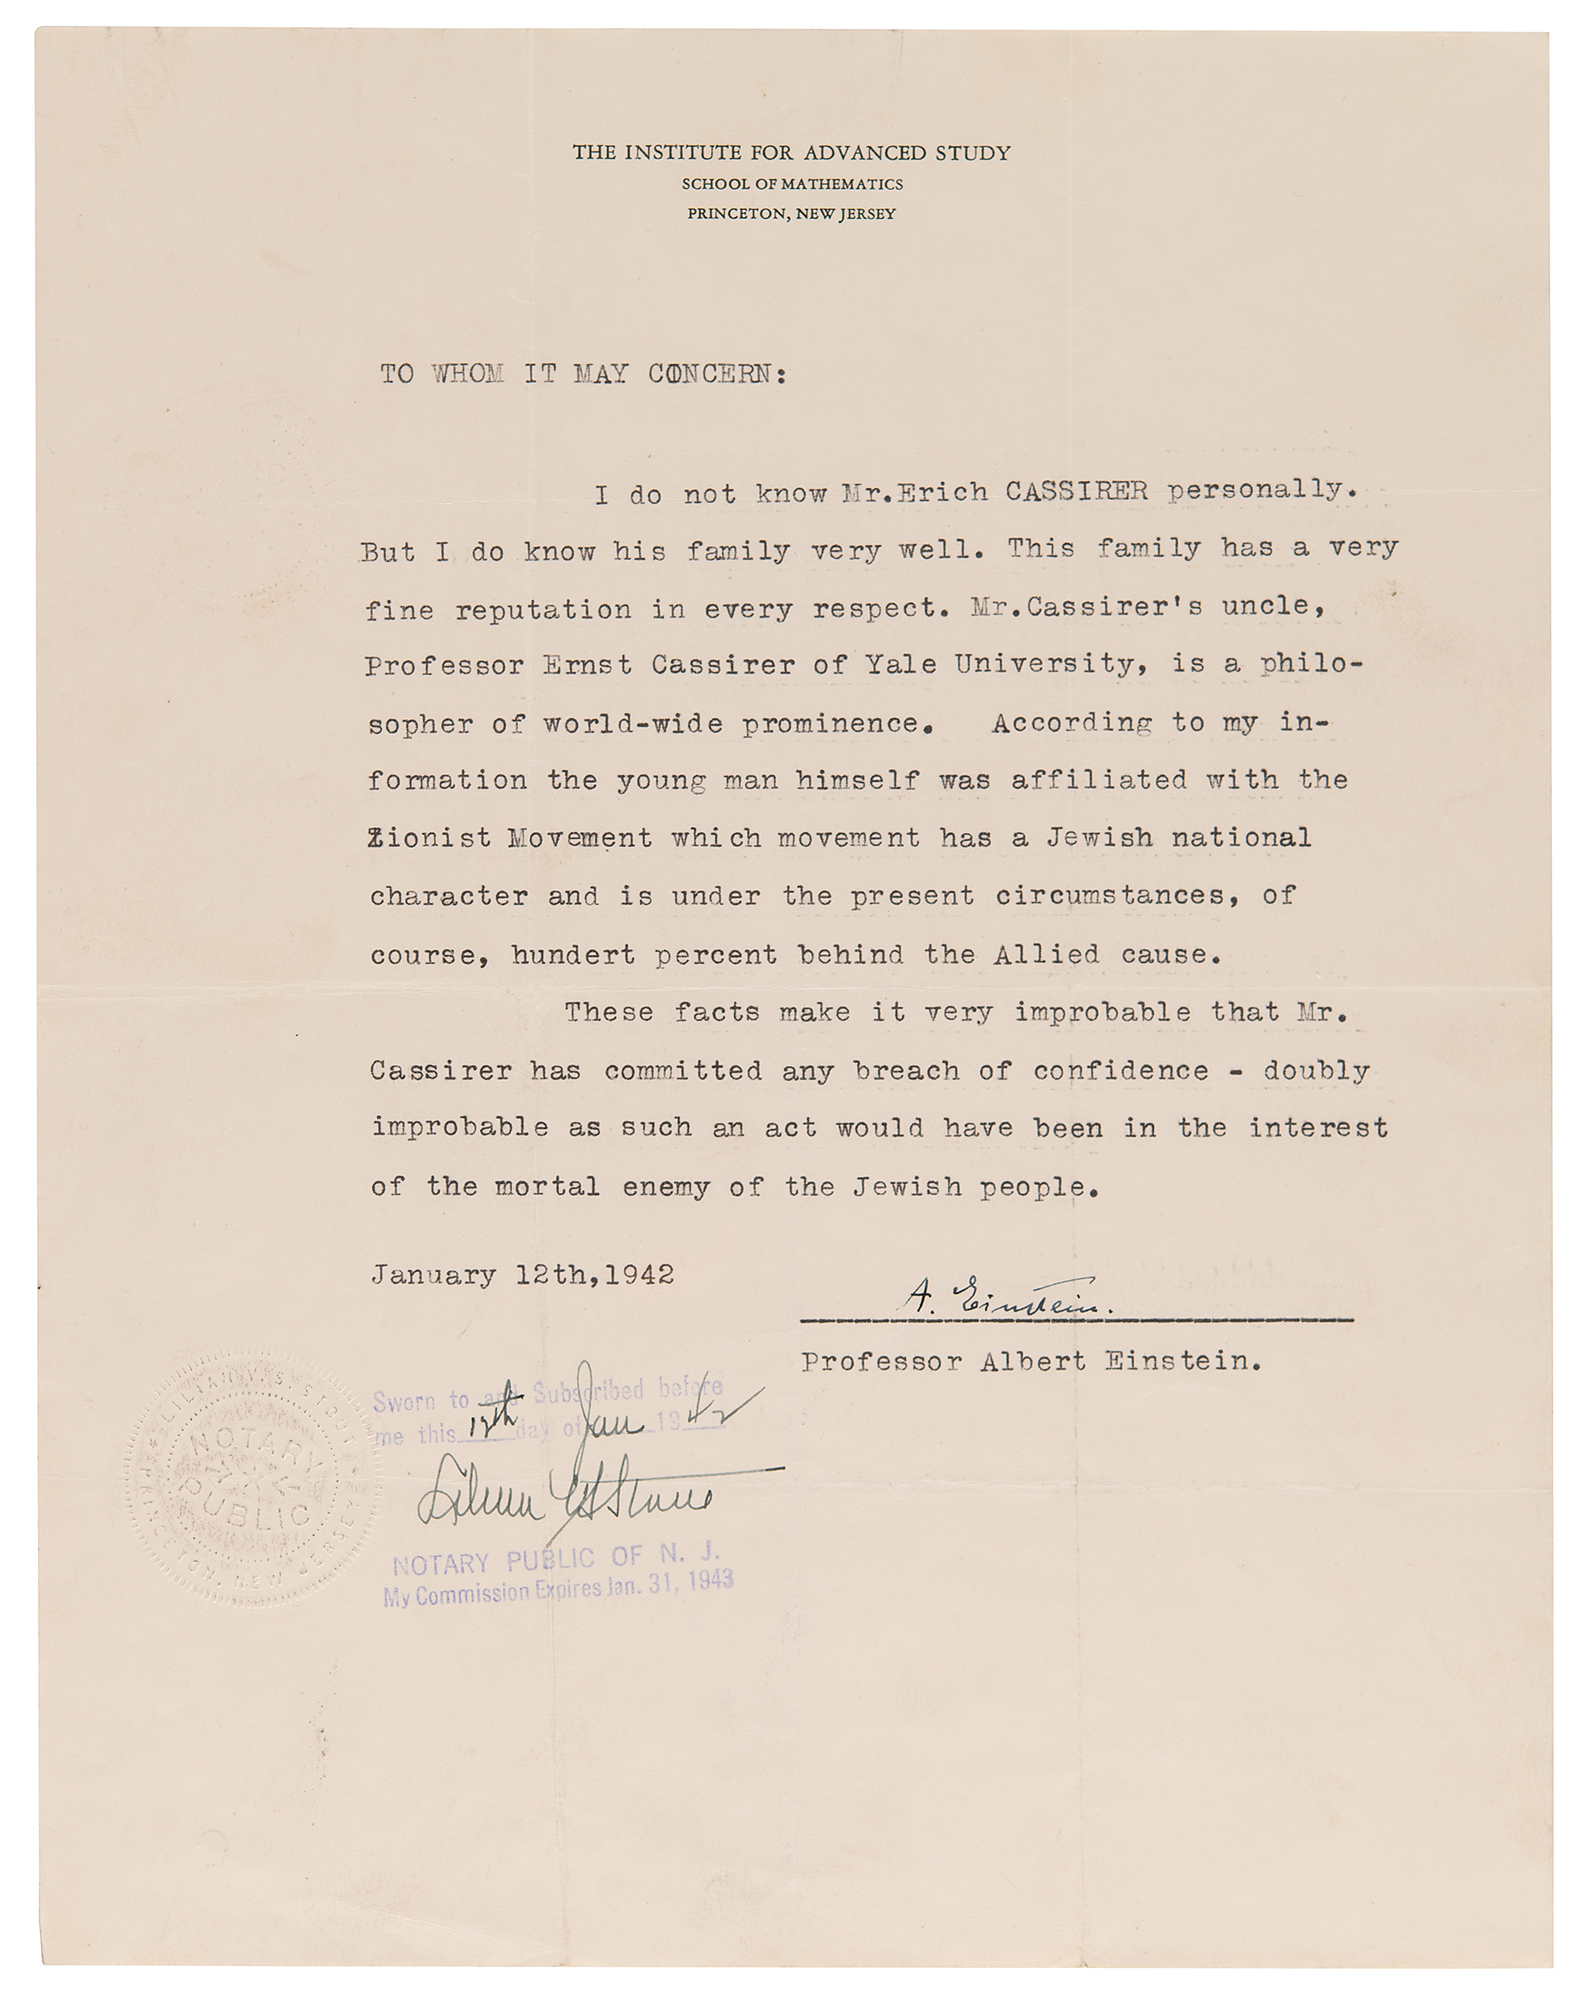 THE INSTITUTE FOR ADVANCED STUDY
SCHOOL OF MATHEMATICS
PRINCETON, NEW JERSEY
TO WHOM IT MAY CONCERN:
I do not know Mr.Erich CASSIRER personally.
But I do know his family very well. This family has a very
fine reputation in every respect. Mr.Cassirer's uncle,
Professor Ernst Cassirer of Yale University, is a philo-
sopher of world-wide prominence. According to my in-
formation the young man himself was affiliated with the
Zionist Movement which movement has a Jewish national
character and is under the present circumstances, of
course, hundert percent behind the Allied cause.
These facts make it very improbable that Mr.
Cassirer has committed any breach of confidence - doubly
improbable as such an act would have been in the interest
of the mortal enemy of the Jewish people.
January 12th,1942
A. Einstein.
Professor Albert Einstein.
Sworn to and Subscribed before
me this 12th day of Jan 1942
NOTARY PUBLIC OF N. J.
My Commission Expires Jan. 31, 1943
NOTARY
PUBLIC
PRINCETON, NEW JERSEY